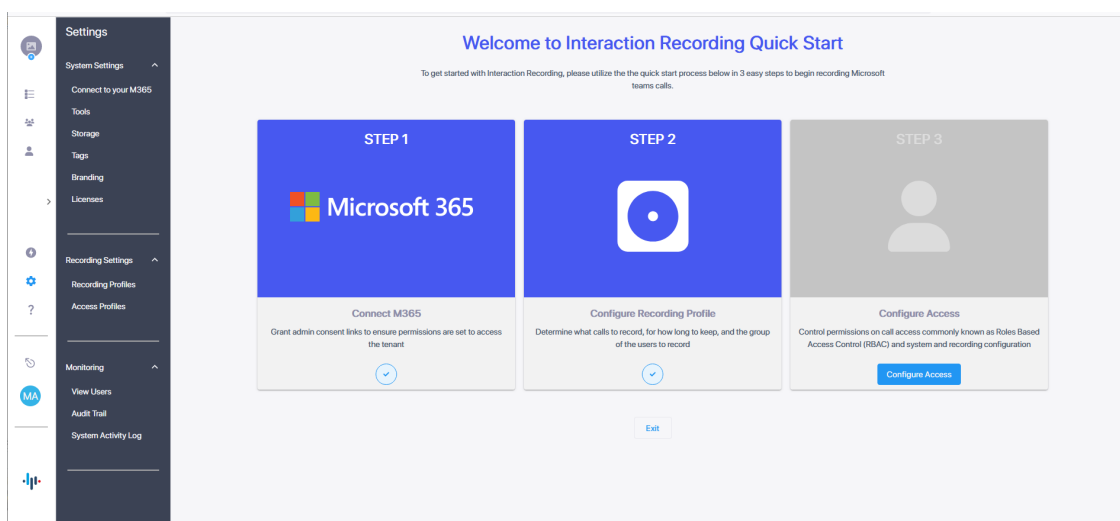 Settings
System Settings
Connect to your M365
Tools
Storage
Tags
Branding
Licenses
Recording Settings
Recording Profiles
Access Profiles
?
Monitoring
MA
View Users
Audit Trail
System Activity Log
Welcome to Interaction Recording Quick Start
To get started with Interaction Recording, please utilize the the quick start process below in 3 easy steps to begin recording Microsoft
teams calls.
STEP 1
Microsoft 365
Connect M365
Grant admin consent links to ensure permissions are set to access
the tenant
STEP 2
Configure Recording Profile
Determine what calls to record, for how long to keep, and the group
of the users to record
STEP 3
Configure Access
Control permissions on call access commonly known as Roles Based
Access Control (RBAC) and system and recording configuration
Configure Access
Exit